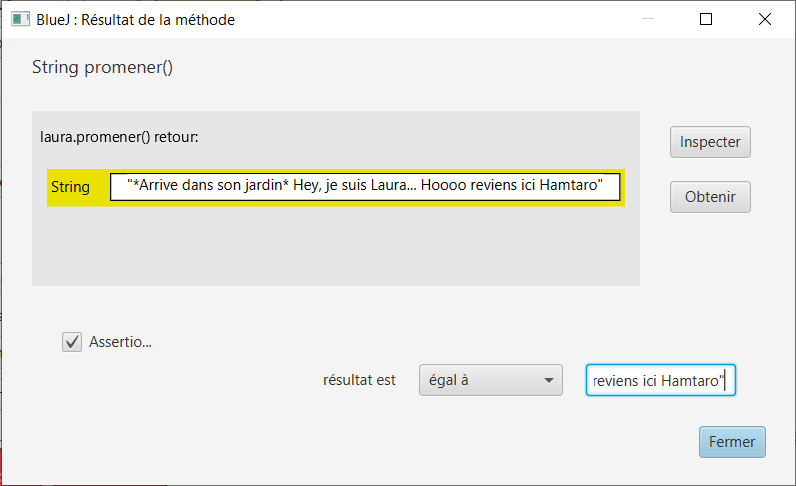 BlueJ : Résultat de la méthode
String promener()
laura.promener() retour:
Inspecter
String "*Arrive dans son jardin* Hey, je suis Laura... Hoooo reviens ici Hamtaro"
Obtenir
Assertio...
résultat est égal à reviens ici Hamtaro"
Fermer